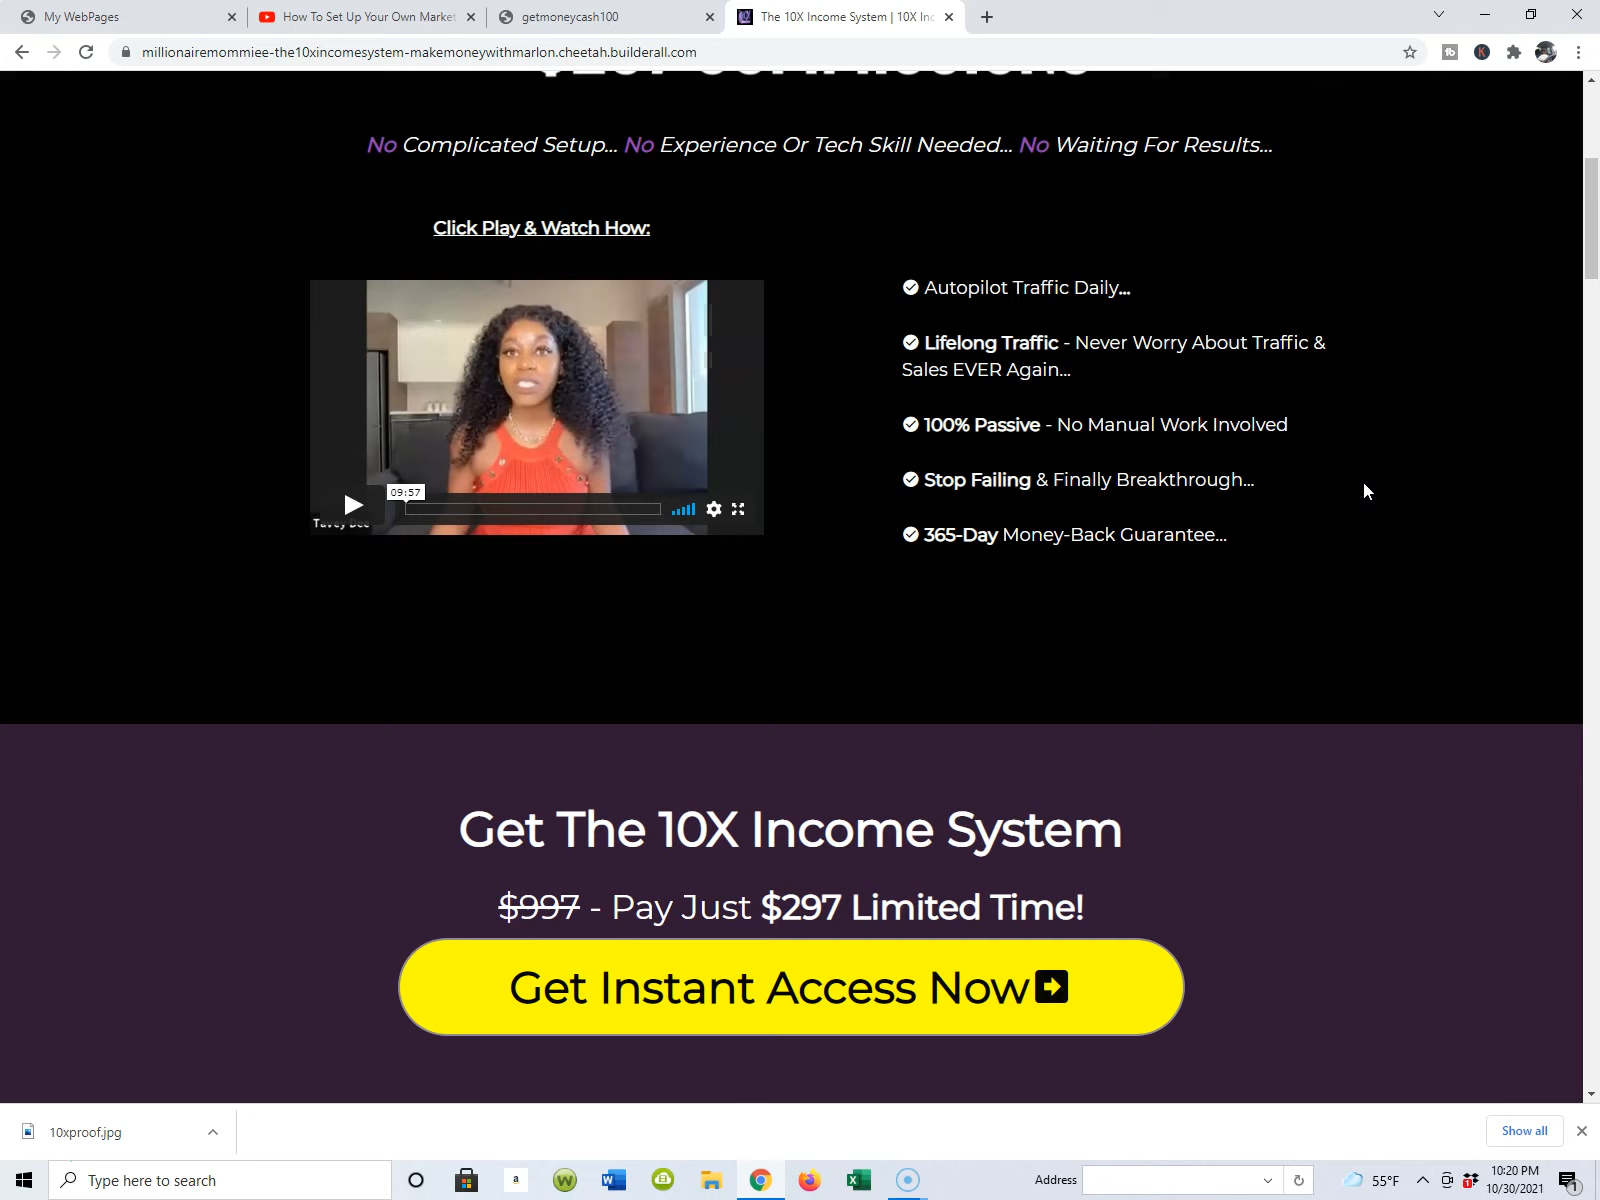 My WebPages
How To Set Up Your Own Market
getmoneycash100
The 10X Income System | 10X Inc
millionairemommiee-the10xincomesystem-makemoneywithmarlon.cheetah.builderall.com
No Complicated Setup... No Experience Or Tech Skill Needed... No Waiting For Results...
Click Play & Watch How:
09:57
Tavey Dee
Autopilot Traffic Daily...
Lifelong Traffic - Never Worry About Traffic &
Sales EVER Again...
100% Passive - No Manual Work Involved
Stop Failing & Finally Breakthrough...
365-Day Money-Back Guarantee...
Get The 10X Income System
$997 - Pay Just $297 Limited Time!
Get Instant Access Now
10xproof.jpg
Show all
Type here to search
Address
55°F
10:20 PM
10/30/2021